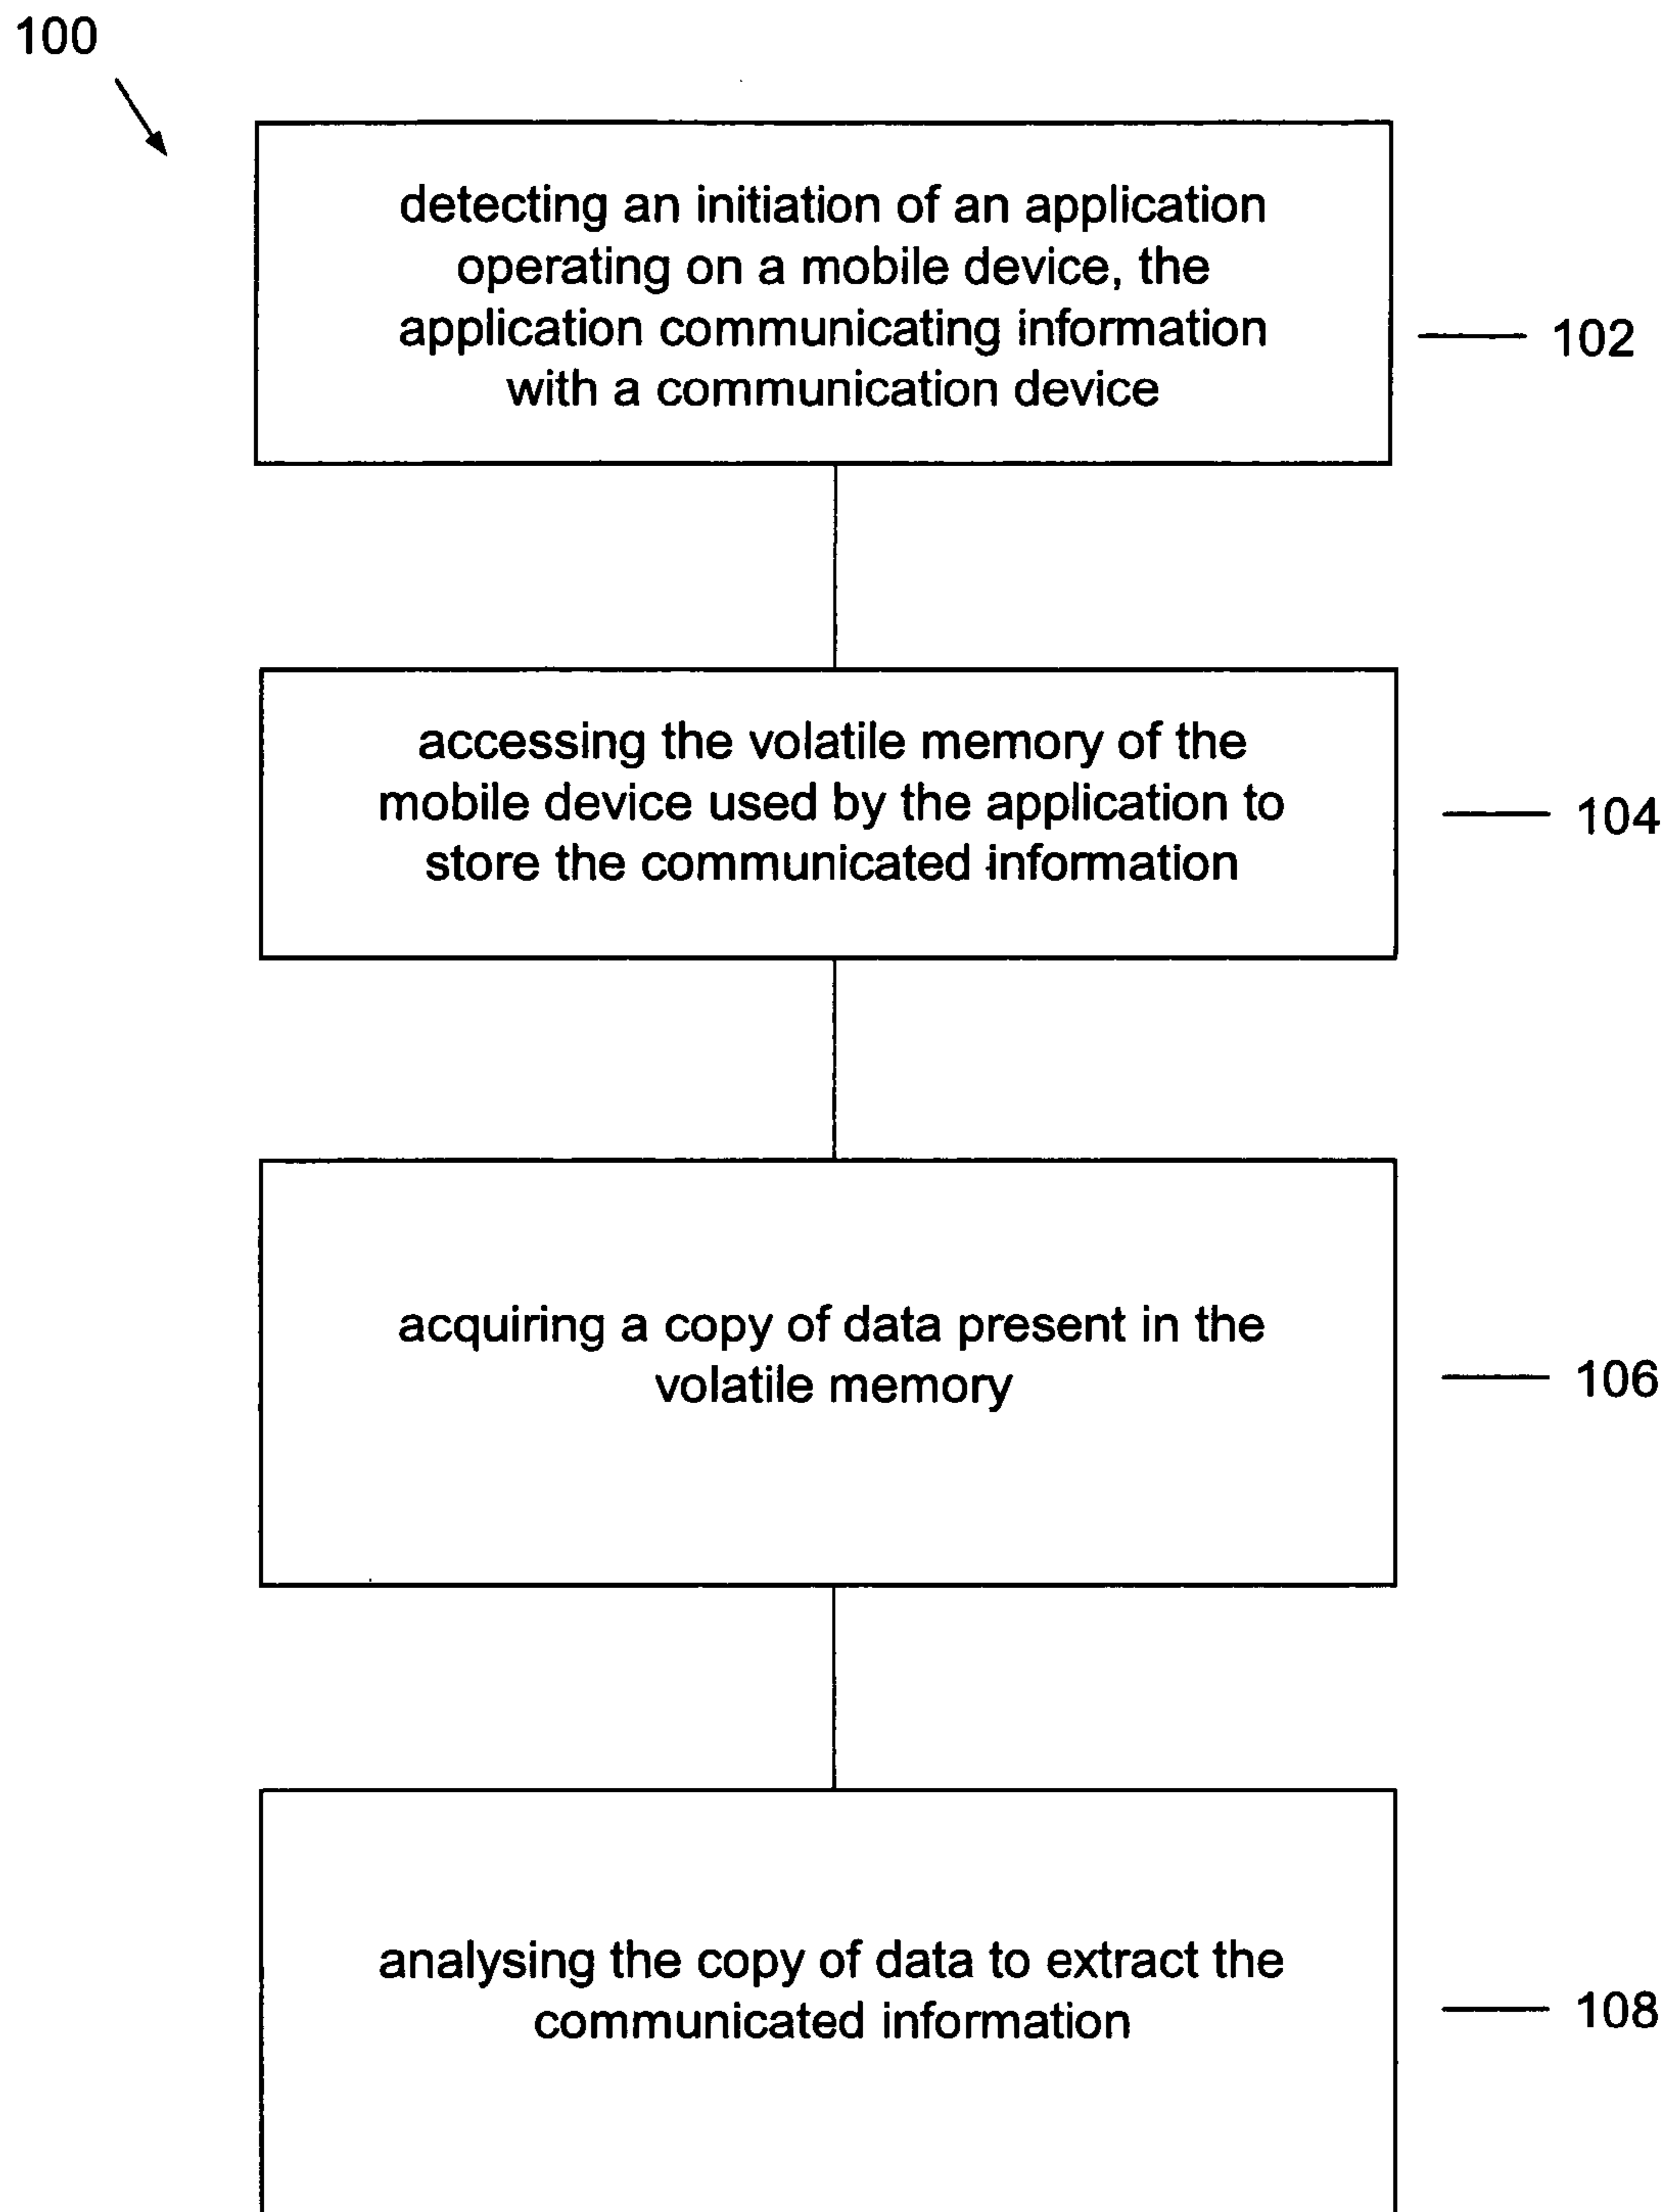 100
detecting an initiation of an application
operating on a mobile device, the
application communicating information
with a communication device
102
accessing the volatile memory of the
mobile device used by the application to
store the communicated information
104
acquiring a copy of data present in the
volatile memory
106
analysing the copy of data to extract the
communicated information
108